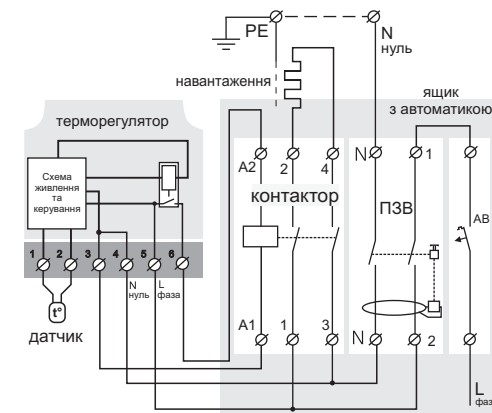 PE
N
нуль
навантаження
ящик
з автоматикою
терморегулятор
A2
2
4
N
1
контактор
ПЗВ
АВ
Схема
живлення
та
керування
1
2
3
4
5
6
N
нуль
L
фаза
t°
датчик
A1
1
3
N
2
L
фаз